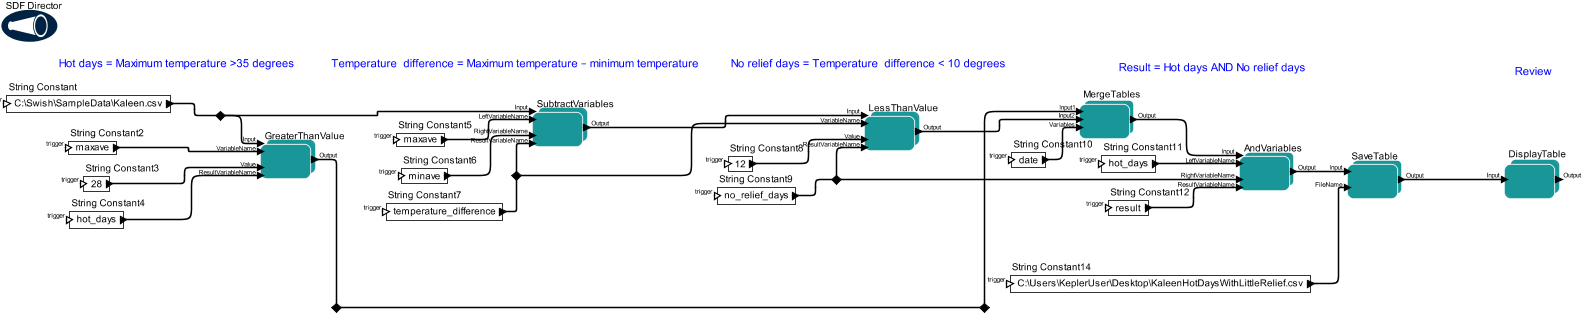 SDF Director
Hot days = Maximum temperature >35 degrees
Temperature difference = Maximum temperature – minimum temperature
No relief days = Temperature difference < 10 degrees
Result = Hot days AND No relief days
Review
String Constant
C:\Swish\SampleData\Kaleen.csv
String Constant2
trigger
maxave
String Constant3
trigger
28
String Constant4
trigger
hot_days
GreaterThanValue
Input
VariableName
Value
ResultVariableName
Output
String Constant5
trigger
maxave
String Constant6
trigger
minave
String Constant7
trigger
temperature_difference
SubtractVariables
Input
LeftVariableName
RightVariableName
ResultVariableName
Output
String Constant8
trigger
12
String Constant9
trigger
no_relief_days
LessThanValue
Input
VariableName
Value
ResultVariableName
Output
MergeTables
Input1
Input2
Variables
Output
String Constant10
trigger
date
String Constant11
trigger
hot_days
String Constant12
trigger
result
AndVariables
Input
LeftVariableName
RightVariableName
ResultVariableName
Output
String Constant14
trigger
C:\Users\KeplerUser\Desktop\KaleenHotDaysWithLittleRelief.csv
SaveTable
Input
FileName
Output
DisplayTable
Input
Output